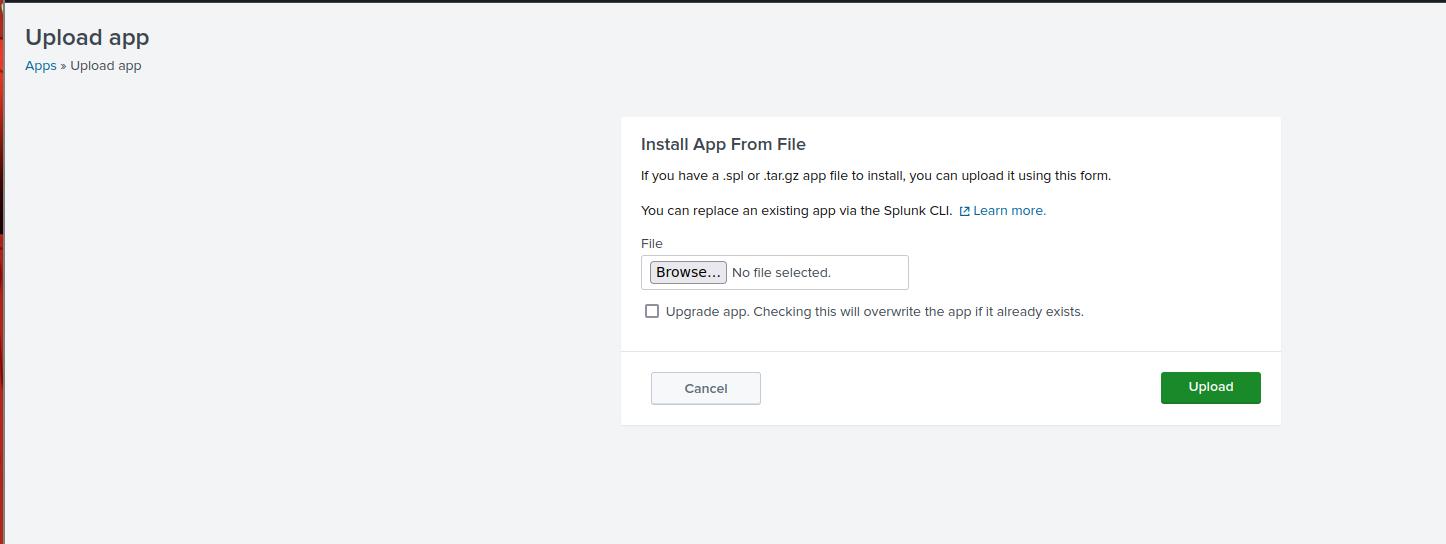 Upload app
Apps » Upload app
Install App From File
If you have a .spl or .tar.gz app file to install, you can upload it using this form.
You can replace an existing app via the Splunk CLI. Learn more.
File
Browse... No file selected.
Upgrade app. Checking this will overwrite the app if it already exists.
Cancel
Upload